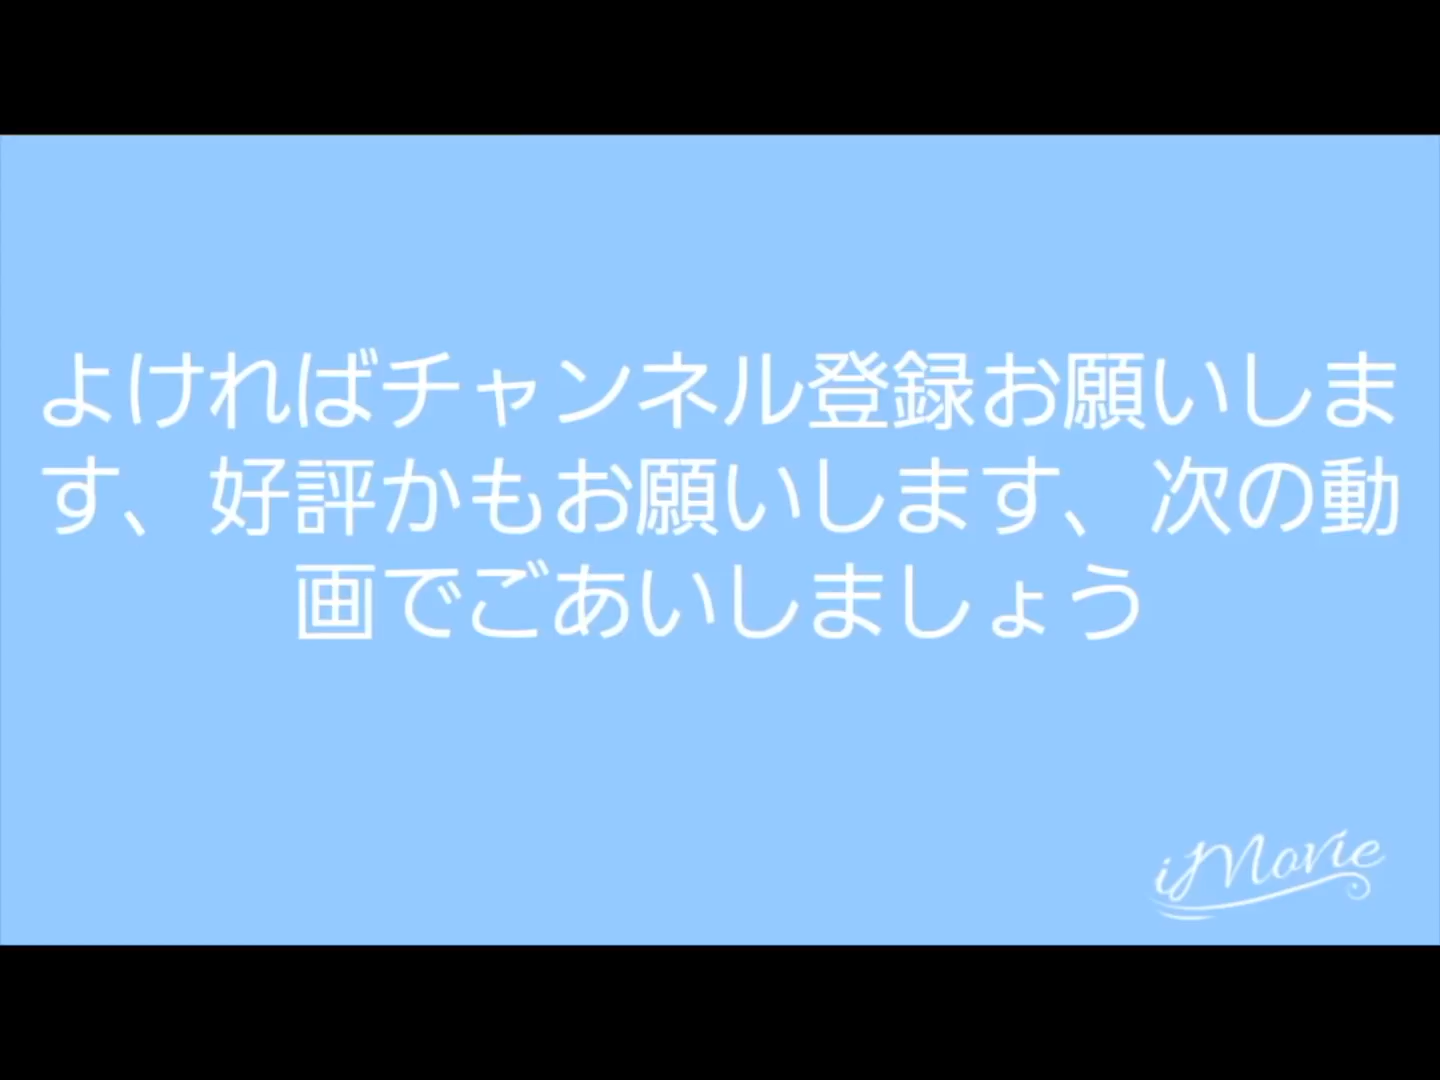 よければチャンネル登録お願いしま
す、好評かもお願いします、次の動
画でごあいしましょう
iMovie